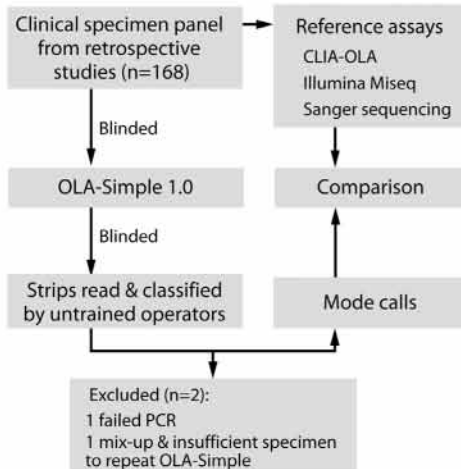 Clinical specimen panel
from retrospective
studies (n=168)
Reference assays
CLIA-OLA
Illumina Miseq
Sanger sequencing
Blinded
OLA-Simple 1.0
Comparison
Blinded
Strips read & classified
by untrained operators
Mode calls
Excluded (n=2):
1 failed PCR
1 mix-up & insufficient specimen
to repeat OLA-Simple